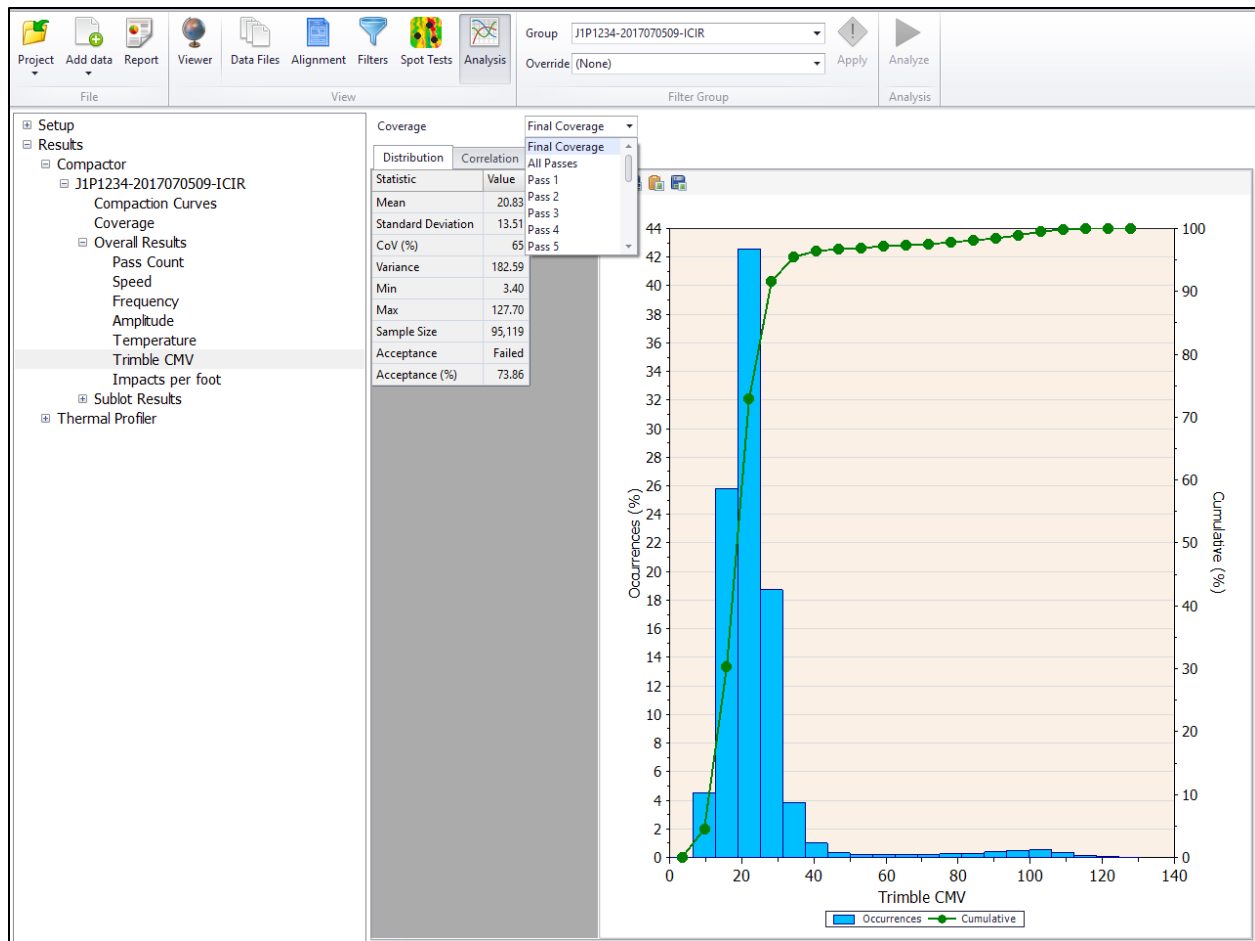 Project
Add data
Report
Viewer
Data Files
Alignment
Filters
Spot Tests
Analysis
Group J1P1234-2017070509-ICIR
Override (None)
Apply
Analyze
File
View
Filter Group
Analysis
Setup
Results
Compactor
J1P1234-2017070509-ICIR
Compaction Curves
Coverage
Overall Results
Pass Count
Speed
Frequency
Amplitude
Temperature
Trimble CMV
Impacts per foot
Sublot Results
Thermal Profiler
Coverage
Final Coverage
Final Coverage
All Passes
Pass 1
Pass 2
Pass 3
Pass 4
Pass 5
Distribution Correlation
Statistic Value
Mean 20.83
Standard Deviation 13.51
CoV (%) 65
Variance 182.59
Min 3.40
Max 127.70
Sample Size 95,119
Acceptance Failed
Acceptance (%) 73.86
44
42
40
38
36
34
32
30
28
26
24
22
20
18
16
14
12
10
8
6
4
2
0
Occurrences (%)
100
90
80
70
60
50
40
30
20
10
0
Cumulative (%)
0 20 40 60 80 100 120 140
Trimble CMV
Occurrences Cumulative